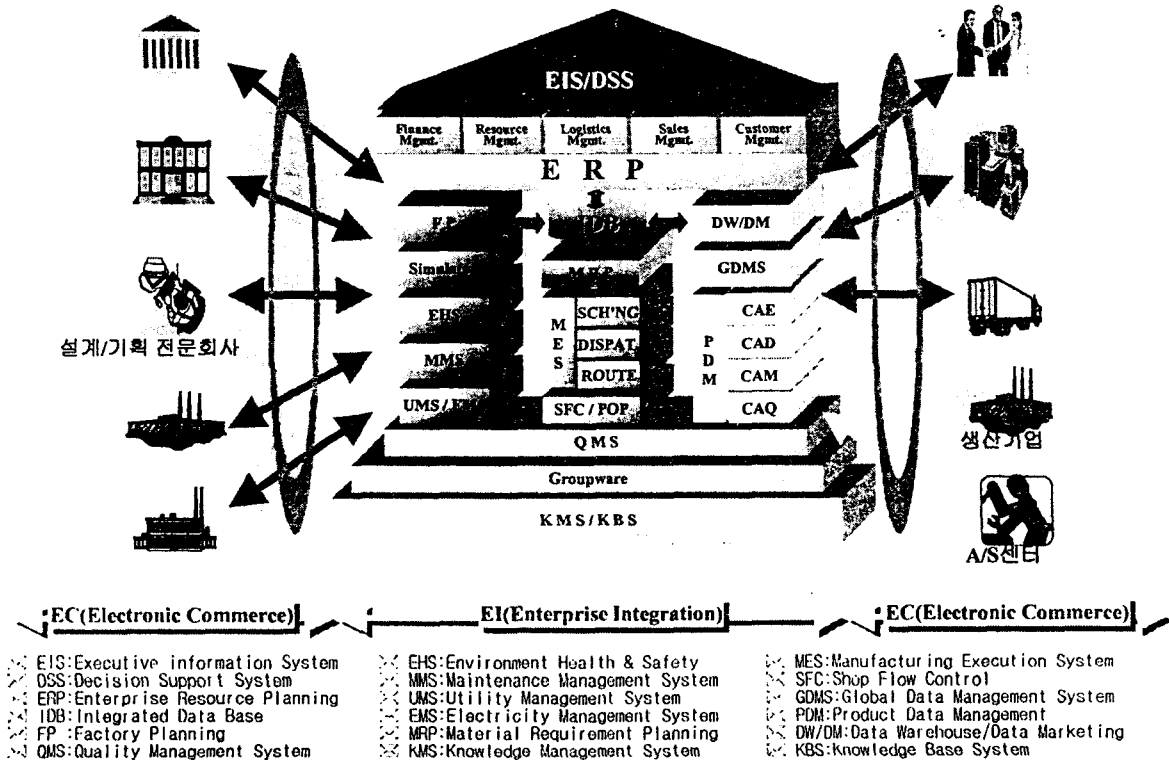 EIS/DSS
Finance Mgmt.
Resource Mgmt.
Logistics Mgmt.
Sales Mgmt.
Customer Mgmt.
E R P
IDB
DW/DM
GDMS
EHS
MMS
UMS /
MES
SCH'NG
DISPAT.
ROUTE
SFC / POP
PDM
CAE
CAD
CAM
CAQ
QMS
Groupware
KMS/KBS
설계/기획 전문회사
생산기업
A/S센터
EC(Electronic Commerce)
EI(Enterprise Integration)
EC(Electronic Commerce)
EIS:Executive information System
DSS:Decision Support System
ERP:Enterprise Resource Planning
IDB:Integrated Data Base
FP :Factory Planning
QMS:Quality Management System
EHS:Environment Health & Safety
MMS:Maintenance Management System
UMS:Utility Management System
EMS:Electricity Management System
MRP:Material Requirement Planning
KMS:Knowledge Management System
MES:Manufacturing Execution System
SFC:Shop Flow Control
GDMS:Global Data Management System
PDM:Product Data Management
DW/DM:Data Warehouse/Data Marketing
KBS:Knowledge Base System